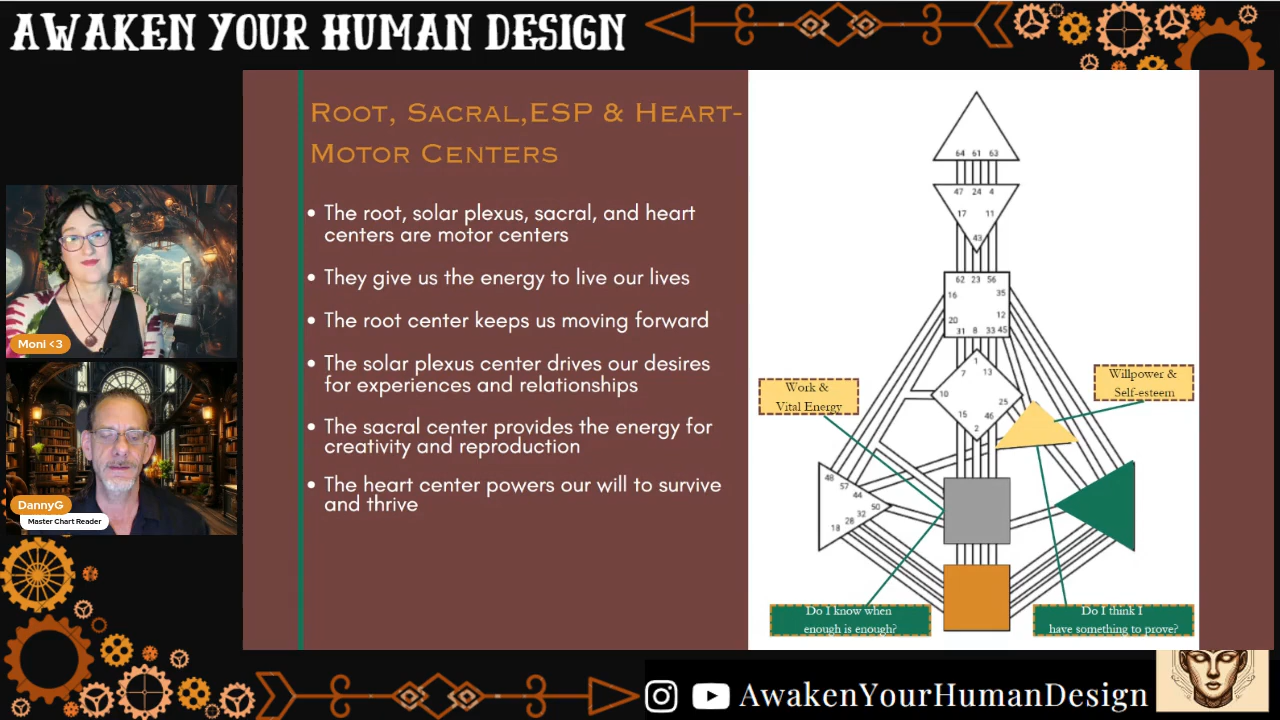 AWAKEN YOUR HUMAN DESIGN
ROOT, SACRAL,ESP & HEART-
MOTOR CENTERS
• The root, solar plexus, sacral, and heart
centers are motor centers
• They give us the energy to live our lives
• The root center keeps us moving forward
• The solar plexus center drives our desires
for experiences and relationships
• The sacral center provides the energy for
creativity and reproduction
• The heart center powers our will to survive
and thrive
Moni <3
DannyG
Master Chart Reader
64 61 63
47 24 4
17 11
43
62 23 56
16 35
20 12
31 8 33 45
1
7 13
10
25
15 46
2
Work &
Vital Energy
Willpower &
Self-esteem
48
57
44
50
32
28
18
Do I know when
enough is enough?
Do I think I
have something to prove?
AwakenYourHumanDesign